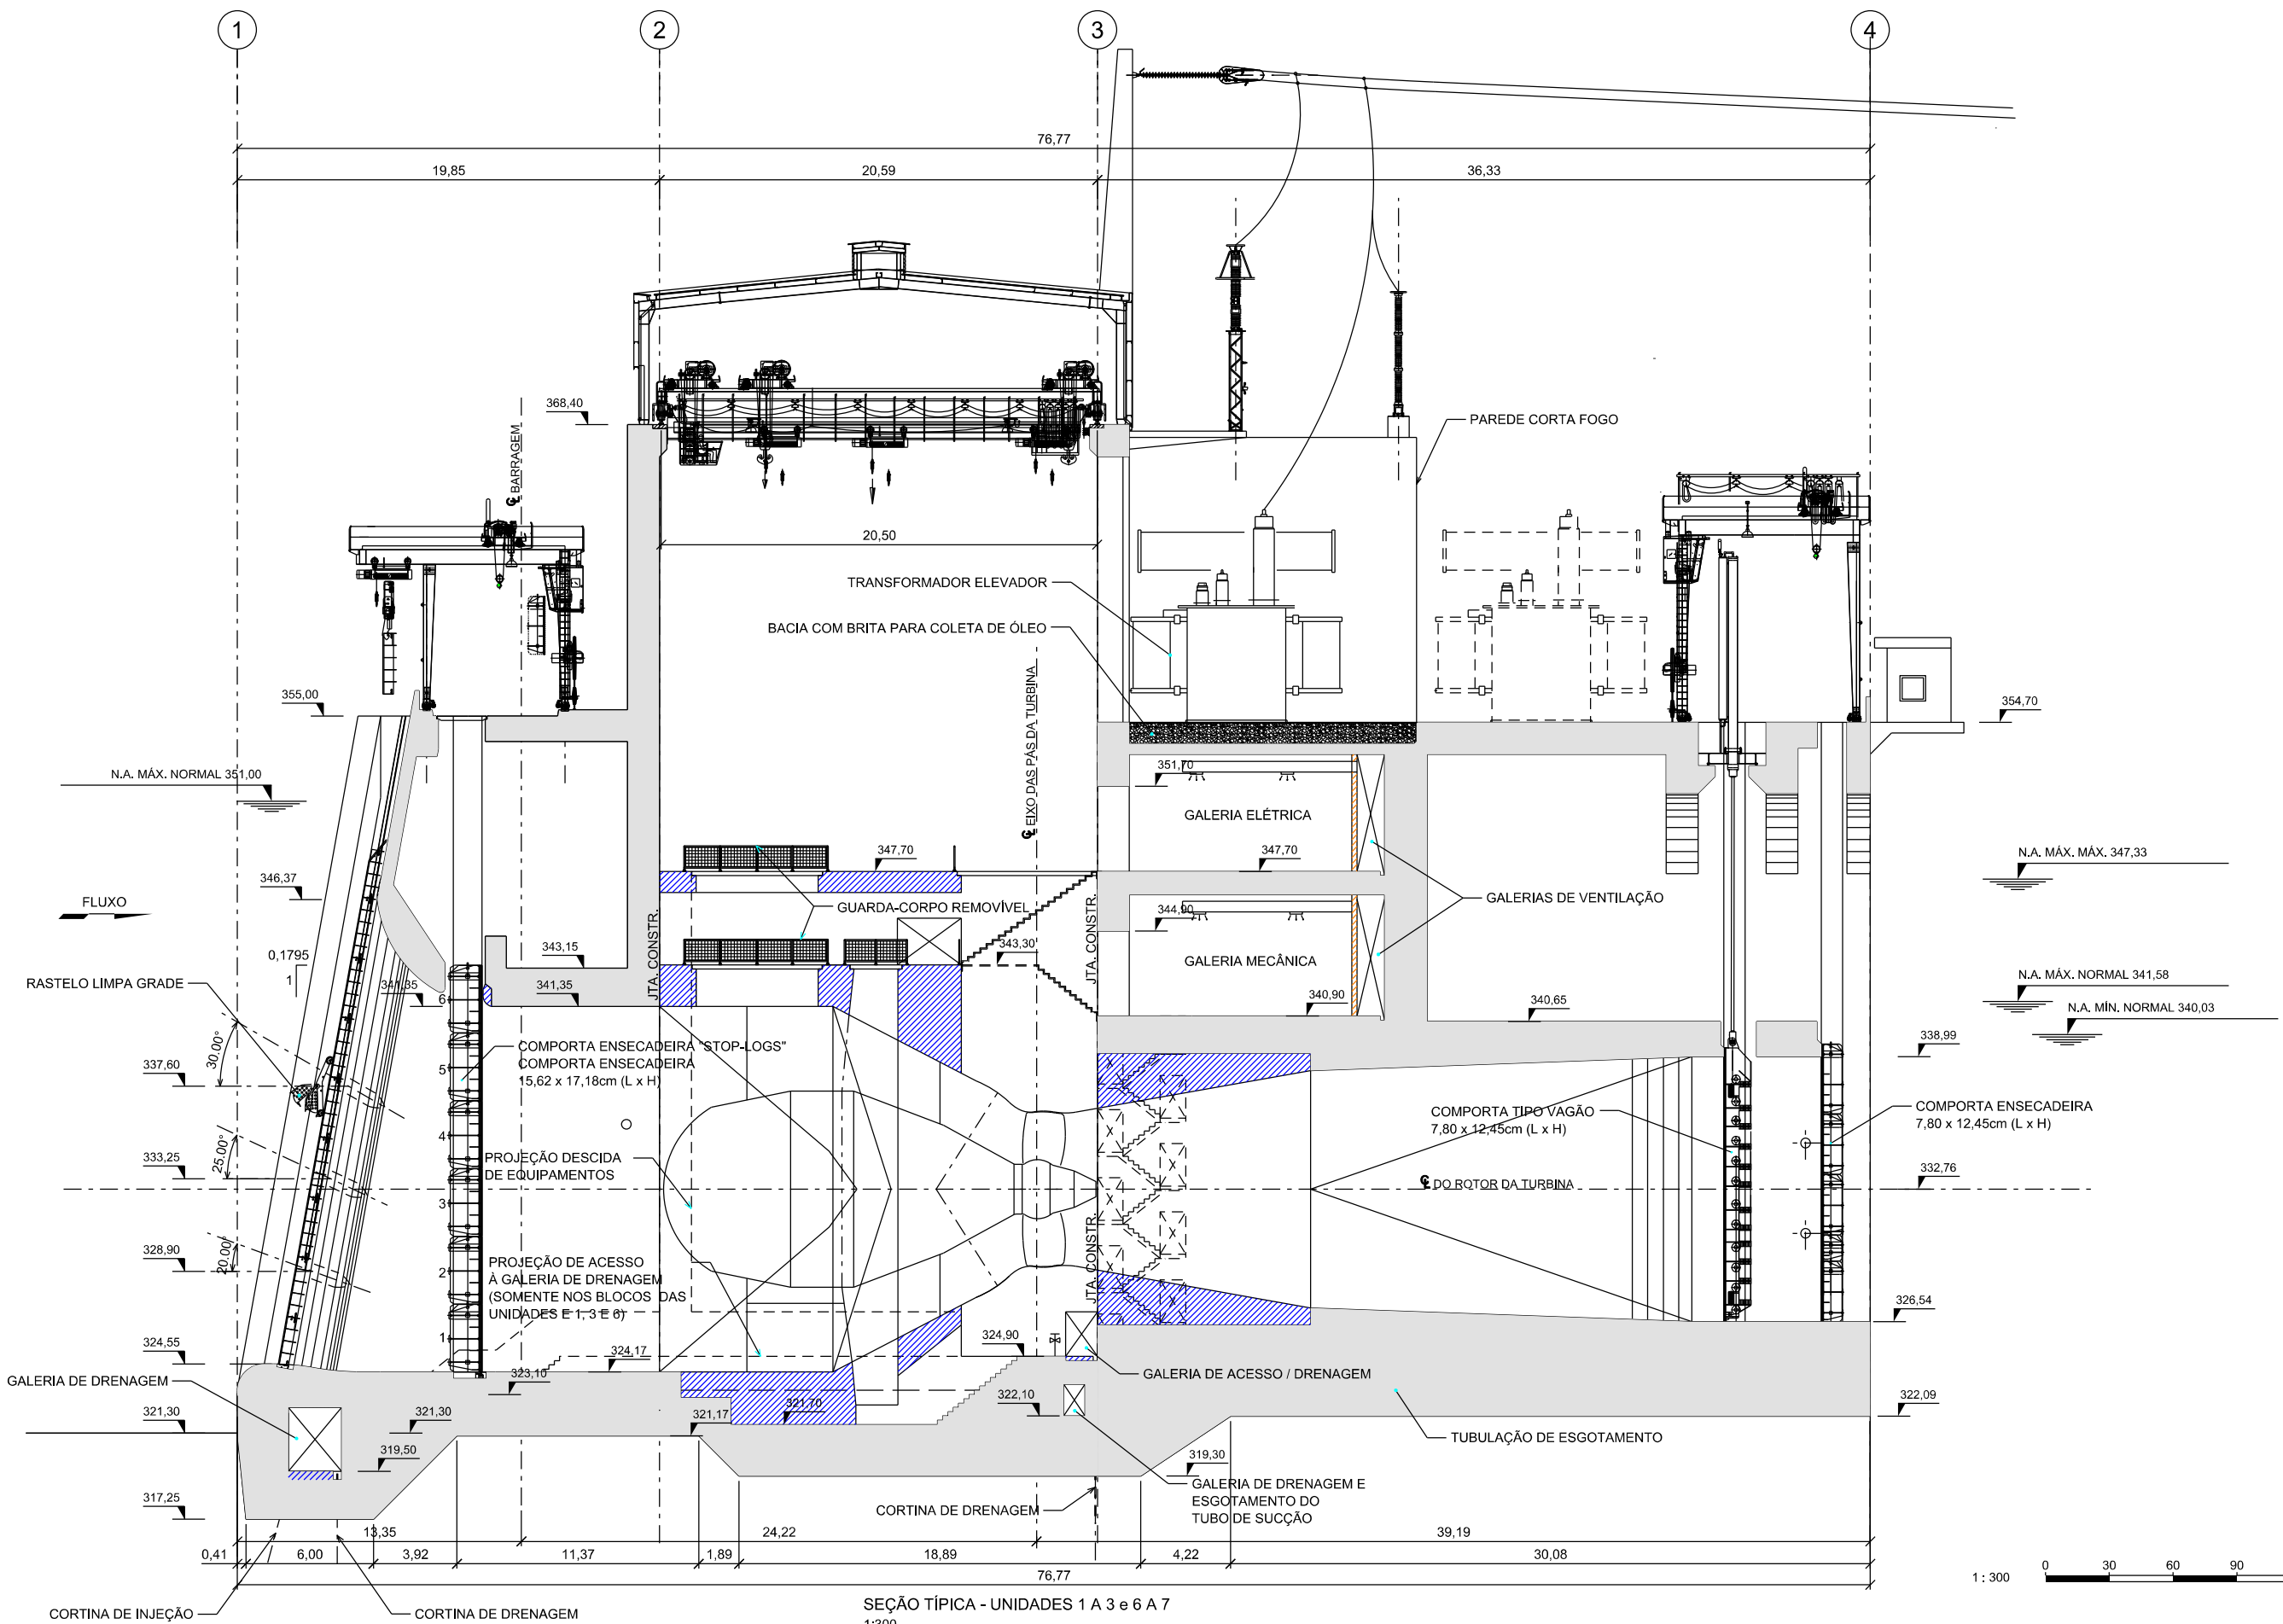 1
2
3
4
76,77
19,85
20,59
36,33
368,40
BARRAGEM
PAREDE CORTA FOGO
20,50
TRANSFORMADOR ELEVADOR
BACIA COM BRITA PARA COLETA DE ÓLEO
EIXO DAS PÁS DA TURBINA
355,00
354,70
N.A. MÁX. NORMAL 351,00
351,70
GALERIA ELÉTRICA
347,70
347,70
N.A. MÁX. MÁX. 347,33
346,37
FLUXO
GUARDA-CORPO REMOVÍVEL
GALERIAS DE VENTILAÇÃO
344,90
JTA. CONSTR.
JTA. CONSTR.
343,15
343,30
0,1795
1
GALERIA MECÂNICA
RASTELO LIMPA GRADE
N.A. MÁX. NORMAL 341,58
341,35
6
341,35
340,90
340,65
N.A. MÍN. NORMAL 340,03
30.00°
COMPORTA ENSECADEIRA "STOP-LOGS"
COMPORTA ENSECADEIRA
15,62 x 17,18cm (L x H)
338,99
337,60
5
COMPORTA TIPO VAGÃO
7,80 x 12,45cm (L x H)
COMPORTA ENSECADEIRA
7,80 x 12,45cm (L x H)
4
25.00°
PROJEÇÃO DESCIDA
DE EQUIPAMENTOS
333,25
332,76
DO ROTOR DA TURBINA
3
JTA. CONSTR.
328,90
20.00°
2
PROJEÇÃO DE ACESSO
À GALERIA DE DRENAGEM
(SOMENTE NOS BLOCOS DAS
UNIDADES E 1, 3 E 6)
326,54
1
324,55
324,17
324,90
GALERIA DE DRENAGEM
323,10
GALERIA DE ACESSO / DRENAGEM
321,30
321,30
321,17
321,70
322,10
322,09
TUBULAÇÃO DE ESGOTAMENTO
319,50
319,30
GALERIA DE DRENAGEM E
ESGOTAMENTO DO
TUBO DE SUCÇÃO
317,25
CORTINA DE DRENAGEM
13,35
24,22
39,19
0,41
6,00
3,92
11,37
1,89
18,89
4,22
30,08
76,77
1 : 300
0
30
60
90
CORTINA DE INJEÇÃO
CORTINA DE DRENAGEM
SEÇÃO TÍPICA - UNIDADES 1 A 3 e 6 A 7
1:300